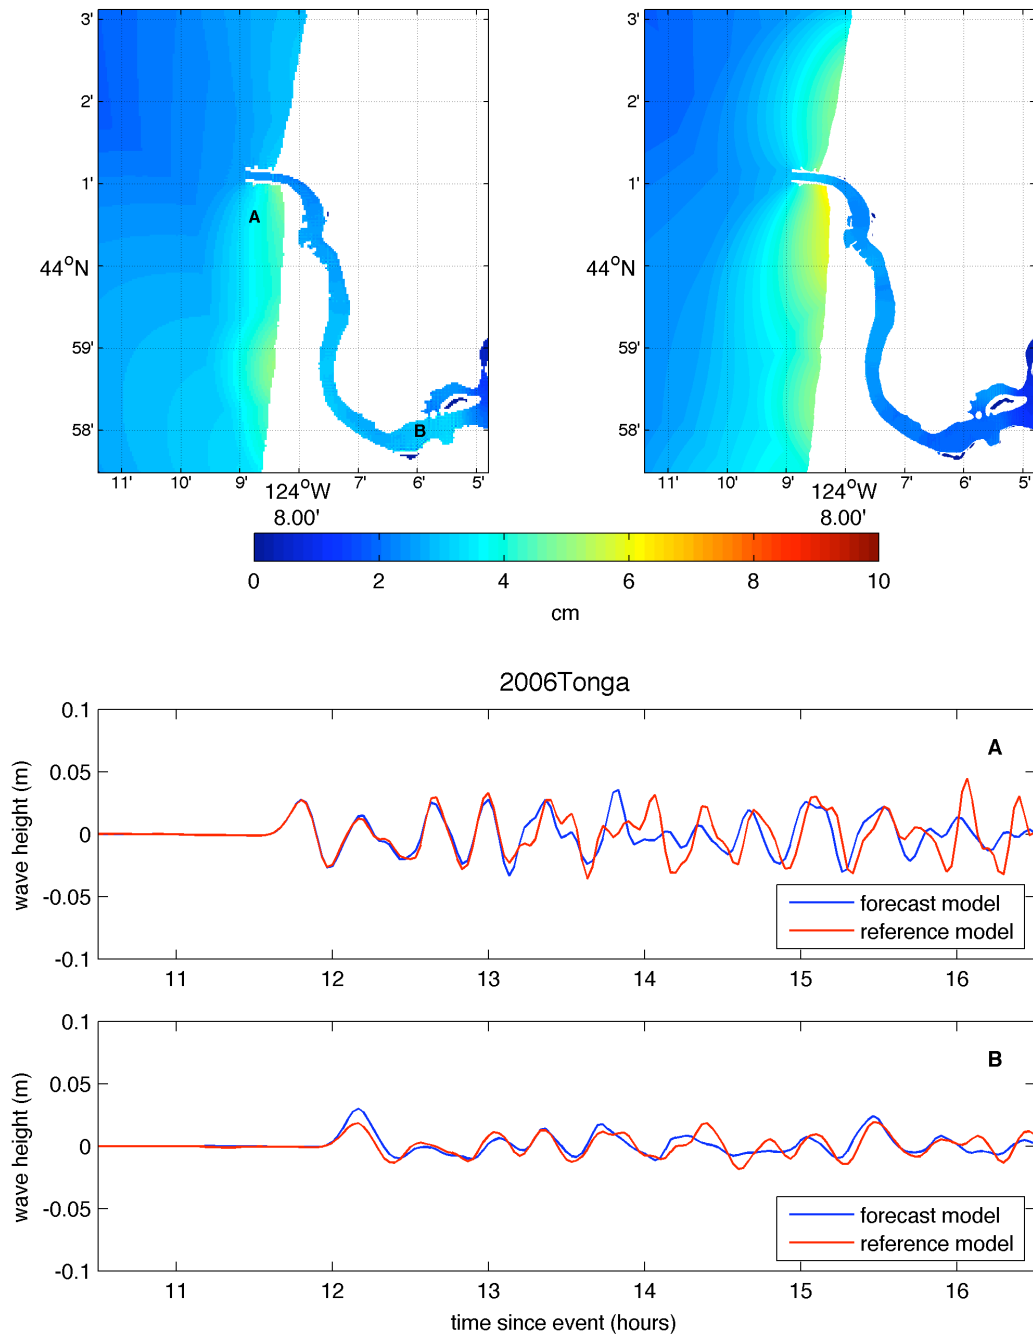 3' 3'
2' 2'
1' 1'
A
44°N 44°N
59' 59'
58' B 58'
11' 10' 9' 124°W 7' 6' 5' 11' 10' 9' 124°W 7' 6' 5'
8.00' 8.00'
0 2 4 6 8 10
cm
2006Tonga
0.1
A
0.05
wave height (m)
0
-0.05
forecast model
reference model
-0.1
11 12 13 14 15 16
0.1
B
0.05
wave height (m)
0
-0.05
forecast model
reference model
-0.1
11 12 13 14 15 16
time since event (hours)